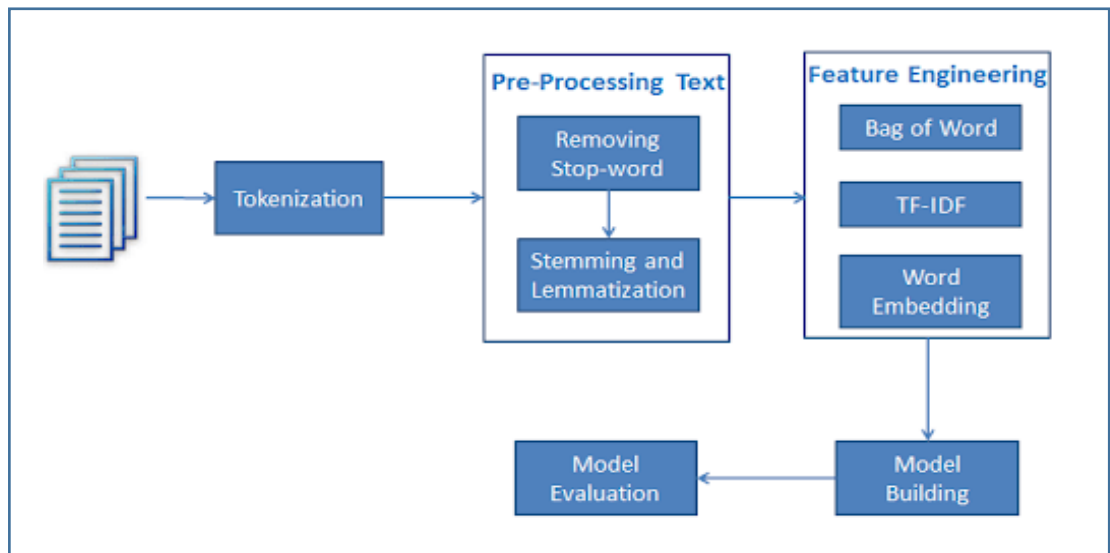 Pre-Processing Text
Feature Engineering
Tokenization
Removing
Stop-word
Stemming and
Lemmatization
Bag of Word
TF-IDF
Word
Embedding
Model
Building
Model
Evaluation